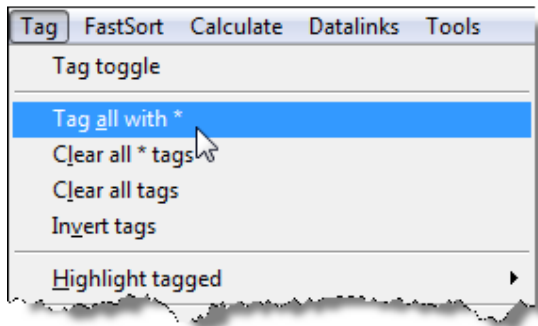 Tag FastSort Calculate Datalinks Tools
Tag toggle
Tag all with *
Clear all * tags
Clear all tags
Invert tags
Highlight tagged